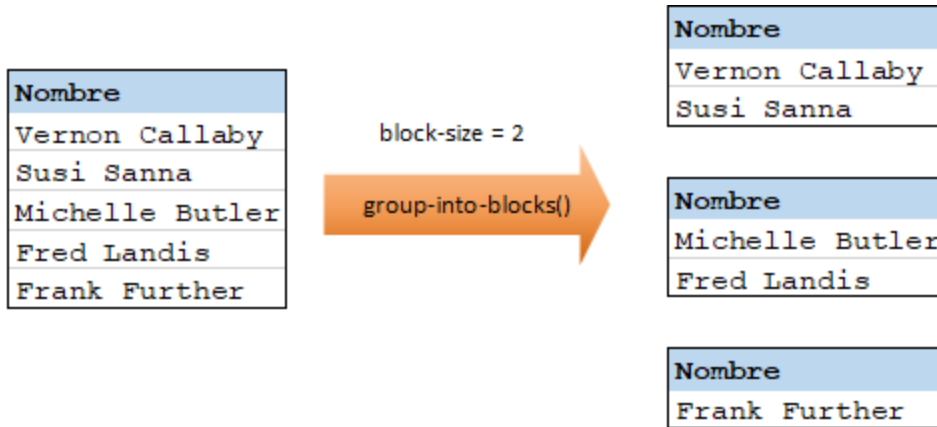 Nombre
Vernon Callaby
Susi Sanna
Michelle Butler
Fred Landis
Frank Further
block-size = 2
group-into-blocks()
Nombre
Vernon Callaby
Susi Sanna
Nombre
Michelle Butler
Fred Landis
Nombre
Frank Further